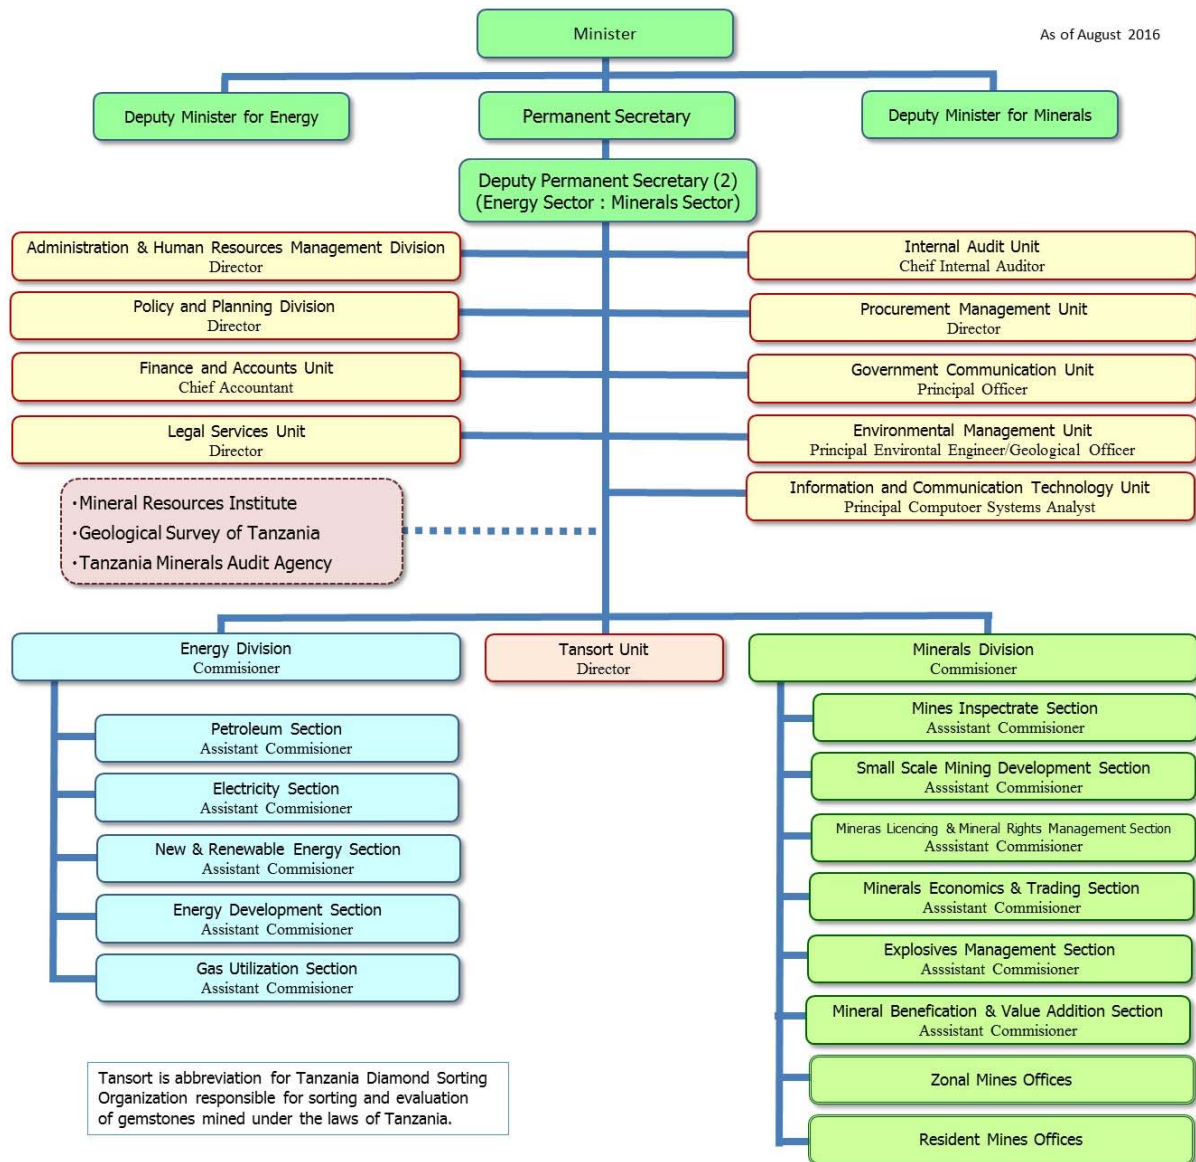 Minister
As of August 2016
Deputy Minister for Energy
Permanent Secretary
Deputy Minister for Minerals
Deputy Permanent Secretary (2)
(Energy Sector : Minerals Sector)
Administration & Human Resources Management Division
Director
Internal Audit Unit
Cheif Internal Auditor
Policy and Planning Division
Director
Procurement Management Unit
Director
Finance and Accounts Unit
Chief Accountant
Government Communication Unit
Principal Officer
Legal Services Unit
Director
Environmental Management Unit
Principal Environtal Engineer/Geological Officer
Information and Communication Technology Unit
Principal Computoer Systems Analyst
・Mineral Resources Institute
・Geological Survey of Tanzania
・Tanzania Minerals Audit Agency
Energy Division
Commisioner
Tansort Unit
Director
Minerals Division
Commisioner
Petroleum Section
Assistant Commisioner
Electricity Section
Assistant Commisioner
New & Renewable Energy Section
Assistant Commisioner
Energy Development Section
Assistant Commisioner
Gas Utilization Section
Assistant Commisioner
Mines Inspectrate Section
Asssistant Commisioner
Small Scale Mining Development Section
Asssistant Commisioner
Mineras Licencing & Mineral Rights Management Section
Asssistant Commisioner
Minerals Economics & Trading Section
Asssistant Commisioner
Explosives Management Section
Asssistant Commisioner
Mineral Benefication & Value Addition Section
Asssistant Commisioner
Zonal Mines Offices
Resident Mines Offices
Tansort is abbreviation for Tanzania Diamond Sorting
Organization responsible for sorting and evaluation
of gemstones mined under the laws of Tanzania.